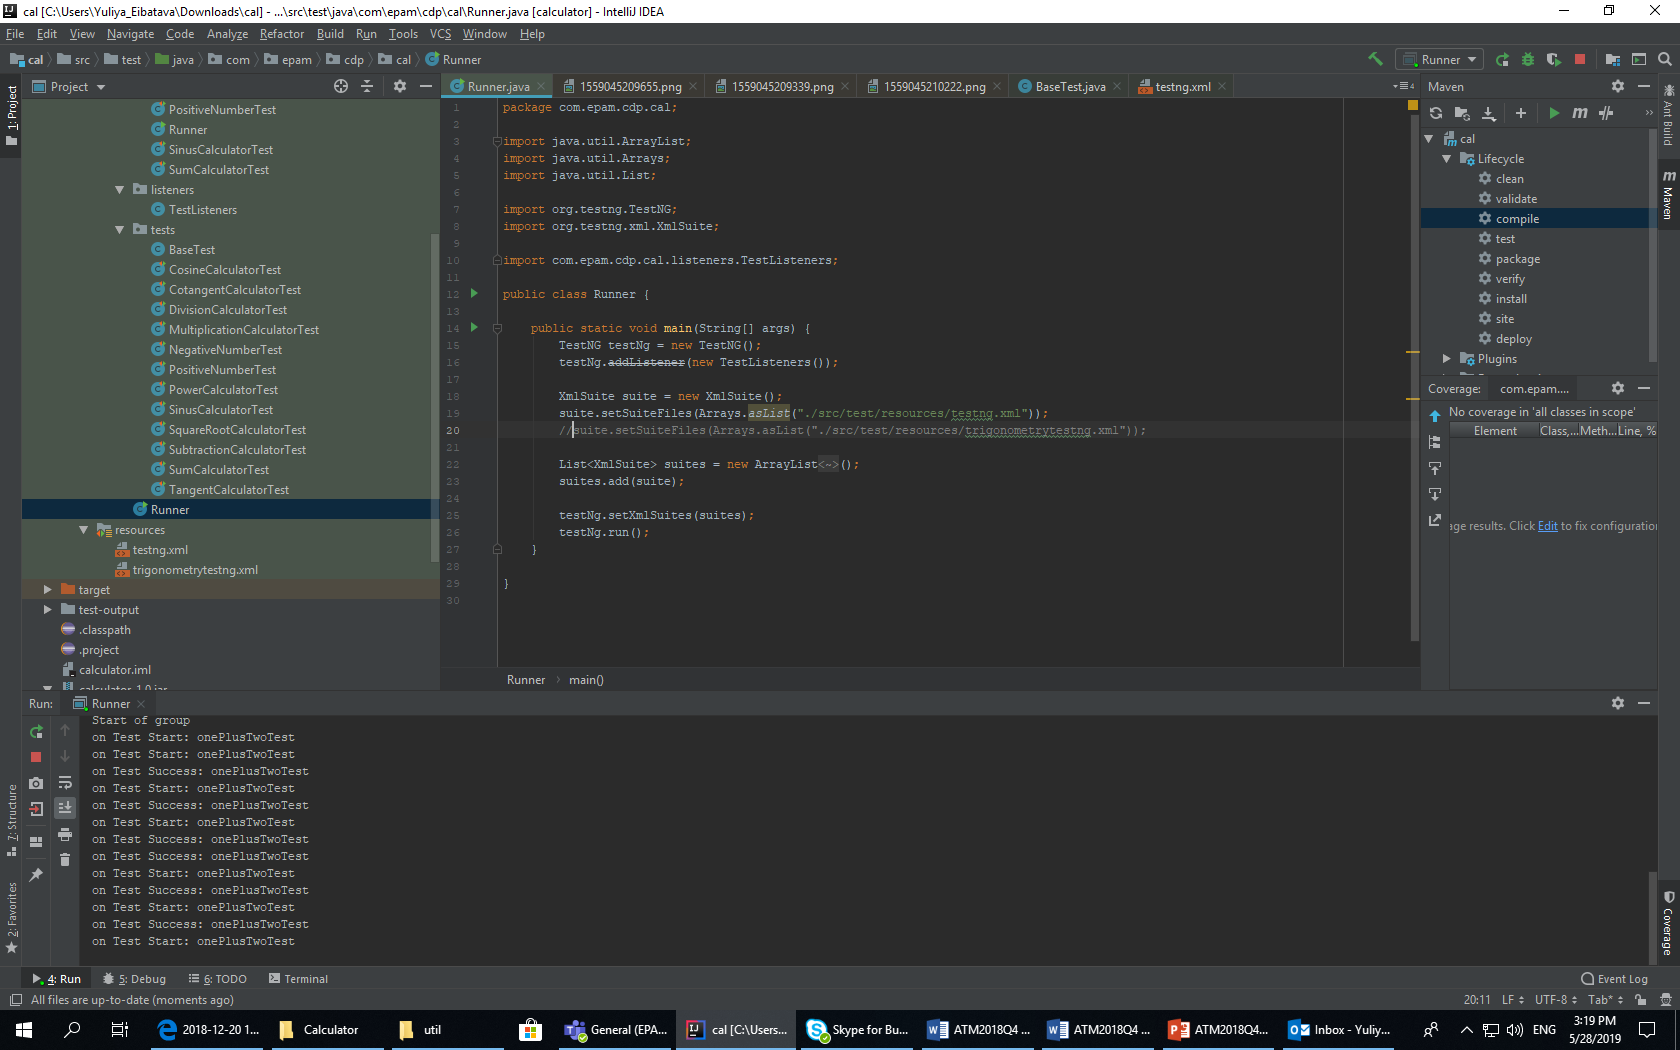 cal [C:\Users\Yuliya_Eibatava\Downloads\cal] - ...\src\test\java\com\epam\cdp\cal\Runner.java [calculator] - IntelliJ IDEA
File Edit View Navigate Code Analyze Refactor Build Run Tools VCS Window Help
cal src test java com epam cdp cal Runner
Runner
1: Project
Project
PositiveNumberTest
Runner
SinusCalculatorTest
SumCalculatorTest
listeners
TestListeners
tests
BaseTest
CosineCalculatorTest
CotangentCalculatorTest
DivisionCalculatorTest
MultiplicationCalculatorTest
NegativeNumberTest
PositiveNumberTest
PowerCalculatorTest
SinusCalculatorTest
SquareRootCalculatorTest
SubtractionCalculatorTest
SumCalculatorTest
TangentCalculatorTest
Runner
resources
testng.xml
trigonometrytestng.xml
target
test-output
.classpath
.project
calculator.iml
calculator-1.0.jar
Runner.java 1559045209655.png 1559045209339.png 1559045210222.png BaseTest.java testng.xml
1 package com.epam.cdp.cal;
2
3 import java.util.ArrayList;
4 import java.util.Arrays;
5 import java.util.List;
6
7 import org.testng.TestNG;
8 import org.testng.xml.XmlSuite;
9
10 import com.epam.cdp.cal.listeners.TestListeners;
11
12 public class Runner {
13
14 public static void main(String[] args) {
15 TestNG testNg = new TestNG();
16 testNg.addListener(new TestListeners());
17
18 XmlSuite suite = new XmlSuite();
19 suite.setSuiteFiles(Arrays.asList("./src/test/resources/testng.xml"));
20 //suite.setSuiteFiles(Arrays.asList("./src/test/resources/trigonometrytestng.xml"));
21
22 List<XmlSuite> suites = new ArrayList<~>();
23 suites.add(suite);
24
25 testNg.setXmlSuites(suites);
26 testNg.run();
27 }
28
29 }
30
Runner main()
Maven
cal
Lifecycle
clean
validate
compile
test
package
verify
install
site
deploy
Plugins
Ant Build
Maven
Coverage: com.epam....
No coverage in 'all classes in scope'
Element Class,... Meth... Line, %
age results. Click Edit to fix configuration
Coverage
Run: Runner
Start of group
on Test Start: onePlusTwoTest
on Test Start: onePlusTwoTest
on Test Success: onePlusTwoTest
on Test Start: onePlusTwoTest
on Test Success: onePlusTwoTest
on Test Start: onePlusTwoTest
on Test Success: onePlusTwoTest
on Test Success: onePlusTwoTest
on Test Start: onePlusTwoTest
on Test Success: onePlusTwoTest
on Test Start: onePlusTwoTest
on Test Success: onePlusTwoTest
on Test Start: onePlusTwoTest
7: Structure
2: Favorites
4: Run 5: Debug 6: TODO Terminal Event Log
All files are up-to-date (moments ago) 20:11 LF UTF-8 Tab*
2018-12-20 1... Calculator util General (EPA... cal [C:\Users... Skype for Bu... ATM2018Q4 ... ATM2018Q4 ... ATM2018Q4... Inbox - Yuliy... ENG 3:19 PM
5/28/2019